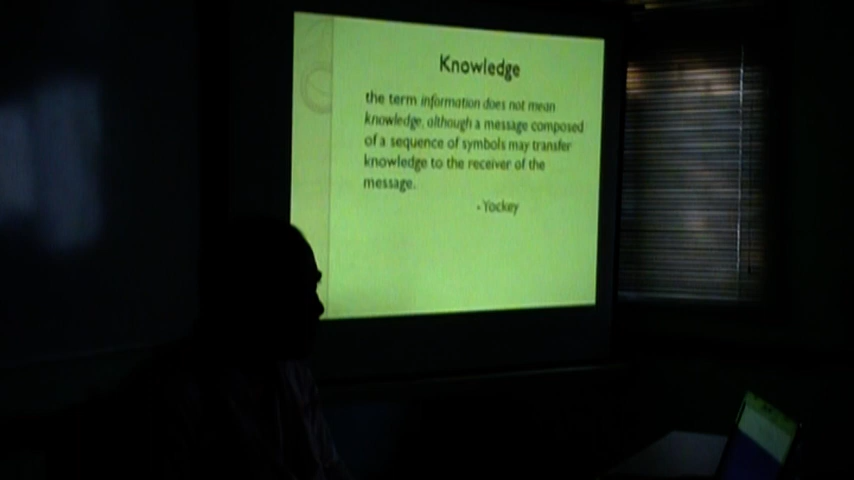 Knowledge
the term information does not mean
knowledge, although a message composed
of a sequence of symbols may transfer
knowledge to the receiver of the
message.
- Yockey